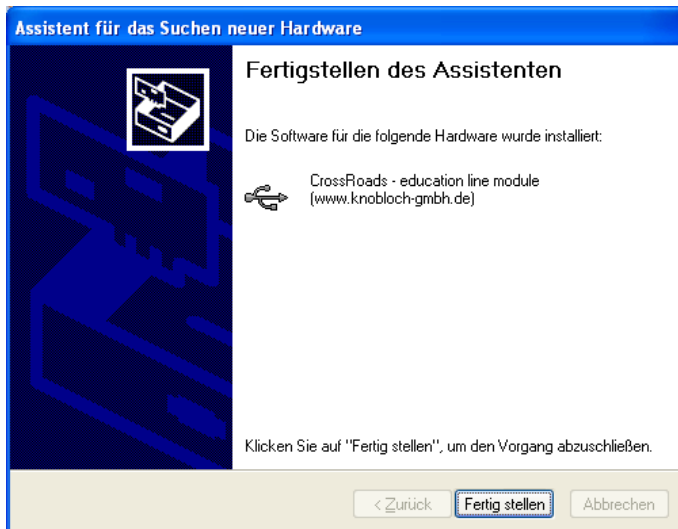 Assistent für das Suchen neuer Hardware
Fertigstellen des Assistenten
Die Software für die folgende Hardware wurde installiert:
CrossRoads - education line module
(www.knobloch-gmbh.de)
Klicken Sie auf "Fertig stellen", um den Vorgang abzuschließen.
< Zurück Fertig stellen Abbrechen